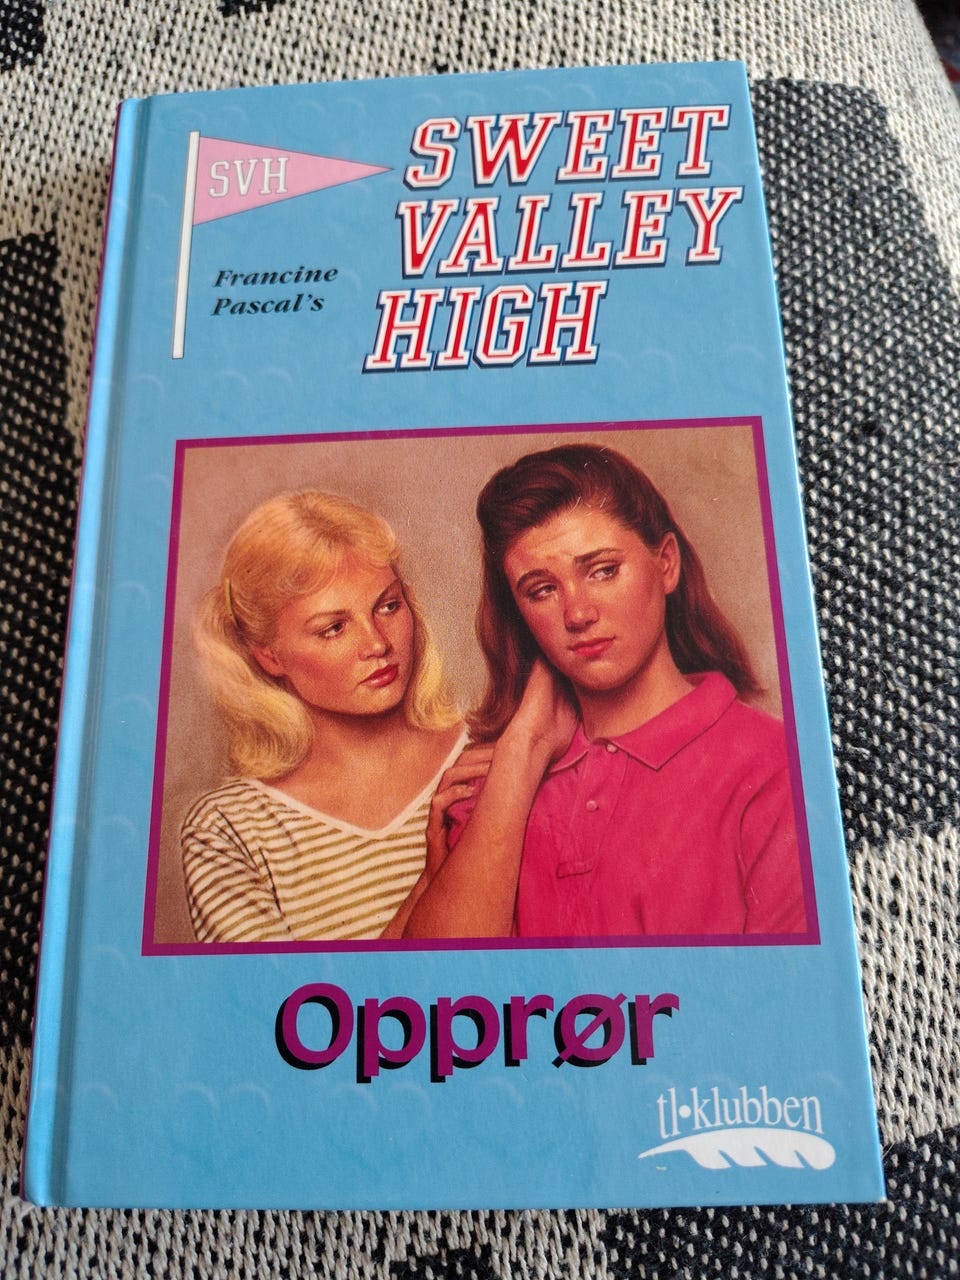 SVH
Francine
Pascal's
SWEET
VALLEY
HIGH
Opprør
tl•klubben